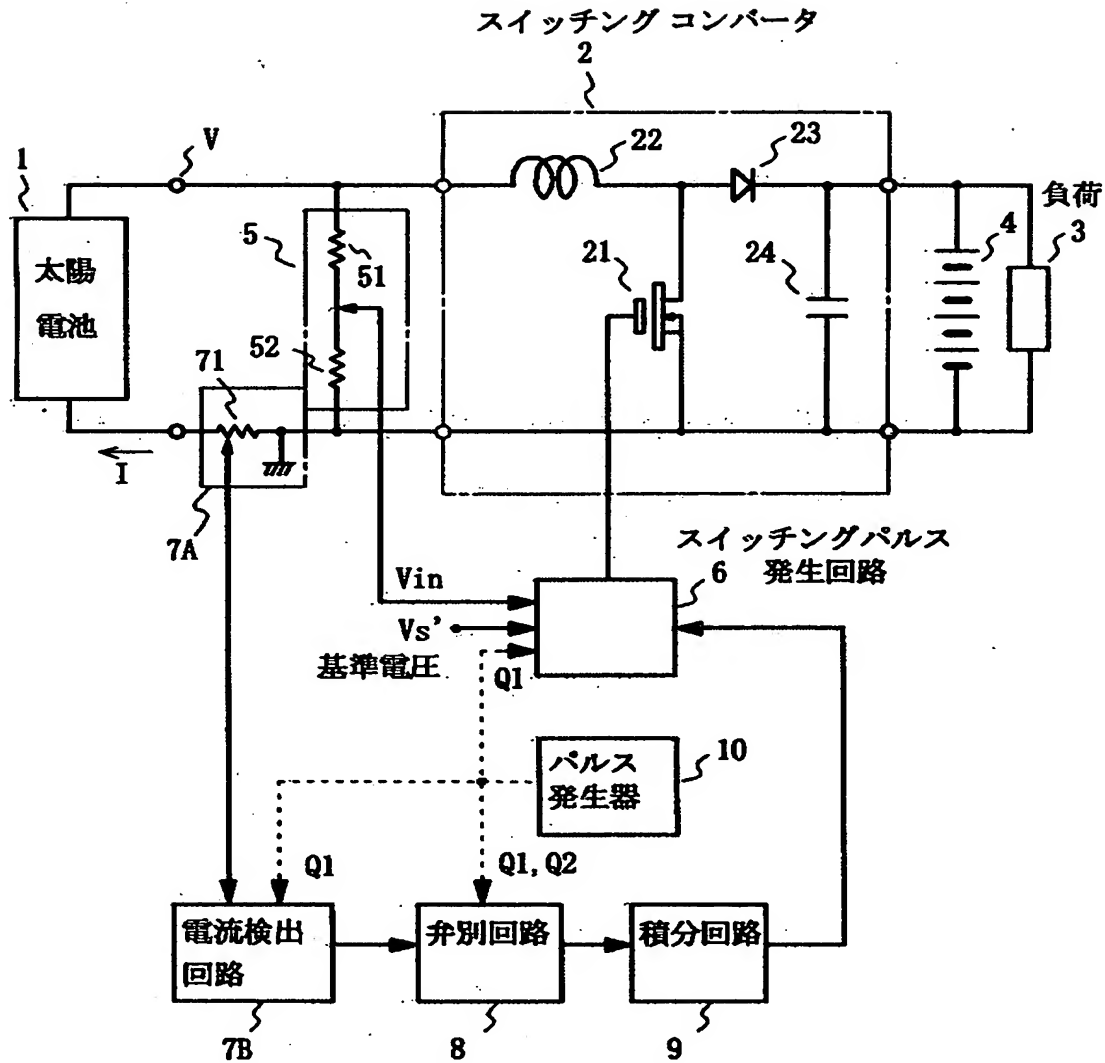 スイッチング コンバータ
2
V
1
22
23
負荷
3
5
51
21
24
4
太陽
電池
52
71
I
7A
スイッチングパルス
6 発生回路
Vin
Vs'
基準電圧
Q1
パルス
発生器
10
Q1
Q1, Q2
電流検出
回路
弁別回路
積分回路
7B
8
9